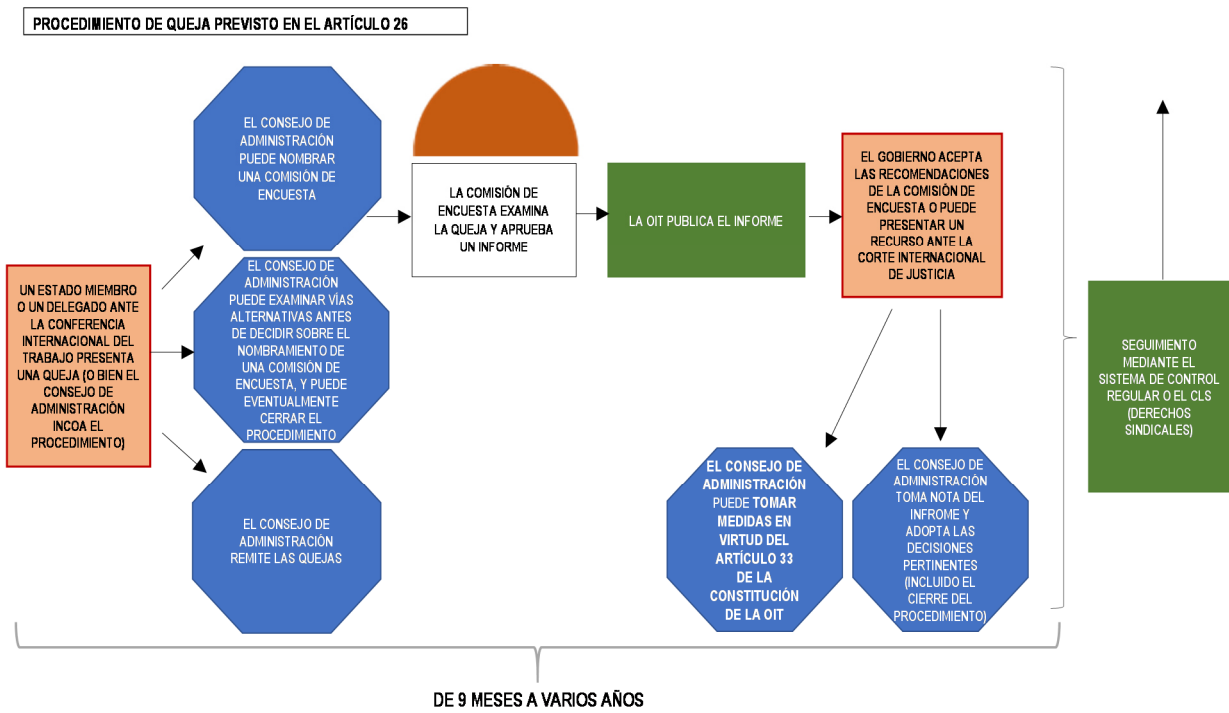 PROCEDIMIENTO DE QUEJA PREVISTO EN EL ARTÍCULO 26
UN ESTADO MIEMBRO
O UN DELEGADO ANTE
LA CONFERENCIA
INTERNACIONAL DEL
TRABAJO PRESENTA
UNA QUEJA (O BIEN EL
CONSEJO DE
ADMINISTRACIÓN
INCOA EL
PROCEDIMIENTO)
EL CONSEJO DE
ADMINISTRACIÓN
PUEDE NOMBRAR
UNA COMISIÓN DE
ENCUESTA
EL CONSEJO DE
ADMINISTRACIÓN
PUEDE EXAMINAR VÍAS
ALTERNATIVAS ANTES
DE DECIDIR SOBRE EL
NOMBRAMIENTO DE
UNA COMISIÓN DE
ENCUESTA, Y PUEDE
EVENTUALMENTE
CERRAR EL
PROCEDIMIENTO
EL CONSEJO DE
ADMINISTRACIÓN
REMITE LAS QUEJAS
LA COMISIÓN DE
ENCUESTA EXAMINA
LA QUEJA Y APRUEBA
UN INFORME
LA OIT PUBLICA EL INFORME
EL GOBIERNO ACEPTA
LAS RECOMENDACIONES
DE LA COMISIÓN DE
ENCUESTA O PUEDE
PRESENTAR UN
RECURSO ANTE LA
CORTE INTERNACIONAL
DE JUSTICIA
EL CONSEJO DE
ADMINISTRACIÓN
PUEDE TOMAR
MEDIDAS EN
VIRTUD DEL
ARTÍCULO 33
DE LA
CONSTITUCIÓN
DE LA OIT
EL CONSEJO DE
ADMINISTRACIÓN
TOMA NOTA DEL
INFROME Y
ADOPTA LAS
DECISIONES
PERTINENTES
(INCLUIDO EL
CIERRE DEL
PROCEDIMIENTO)
SEGUIMIENTO
MEDIANTE EL
SISTEMA DE CONTROL
REGULAR O EL CLS
(DERECHOS
SINDICALES)
DE 9 MESES A VARIOS AÑOS